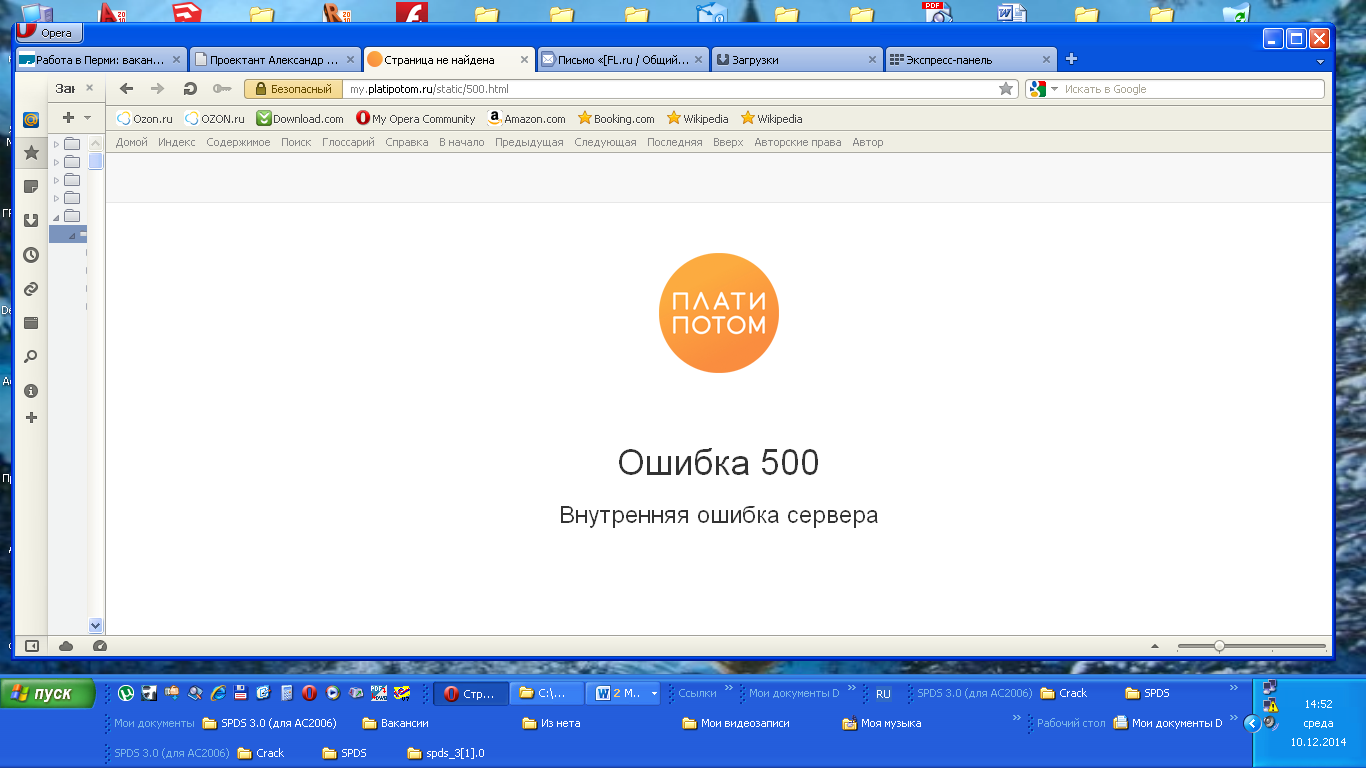 PDF
Opera
Работа в Перми: вакан...
Проектант Александр ...
Страница не найдена
Письмо «[FL.ru / Общий...
Загрузки
Экспресс-панель
Заκ
Безопасный
my.platipotom.ru/static/500.html
Искать в Google
Ozon.ru
OZON.ru
Download.com
My Opera Community
Amazon.com
Booking.com
Wikipedia
Wikipedia
Домой Индекс Содержимое Поиск Глоссарий Справка В начало Предыдущая Следующая Последняя Вверх Авторские права Автор
ПЛАТИ
ПОТОМ
Ошибка 500
Внутренняя ошибка сервера
пуск
Стр...
C:\...
2 M...
Ссылки
Мои документы D
RU
SPDS 3.0 (для AC2006)
Crack
SPDS
14:52
Мои документы
SPDS 3.0 (для AC2006)
Вакансии
Из нета
Мои видеозаписи
Моя музыка
Рабочий стол
Мои документы D
среда
SPDS 3.0 (для AC2006)
Crack
SPDS
spds_3[1].0
10.12.2014